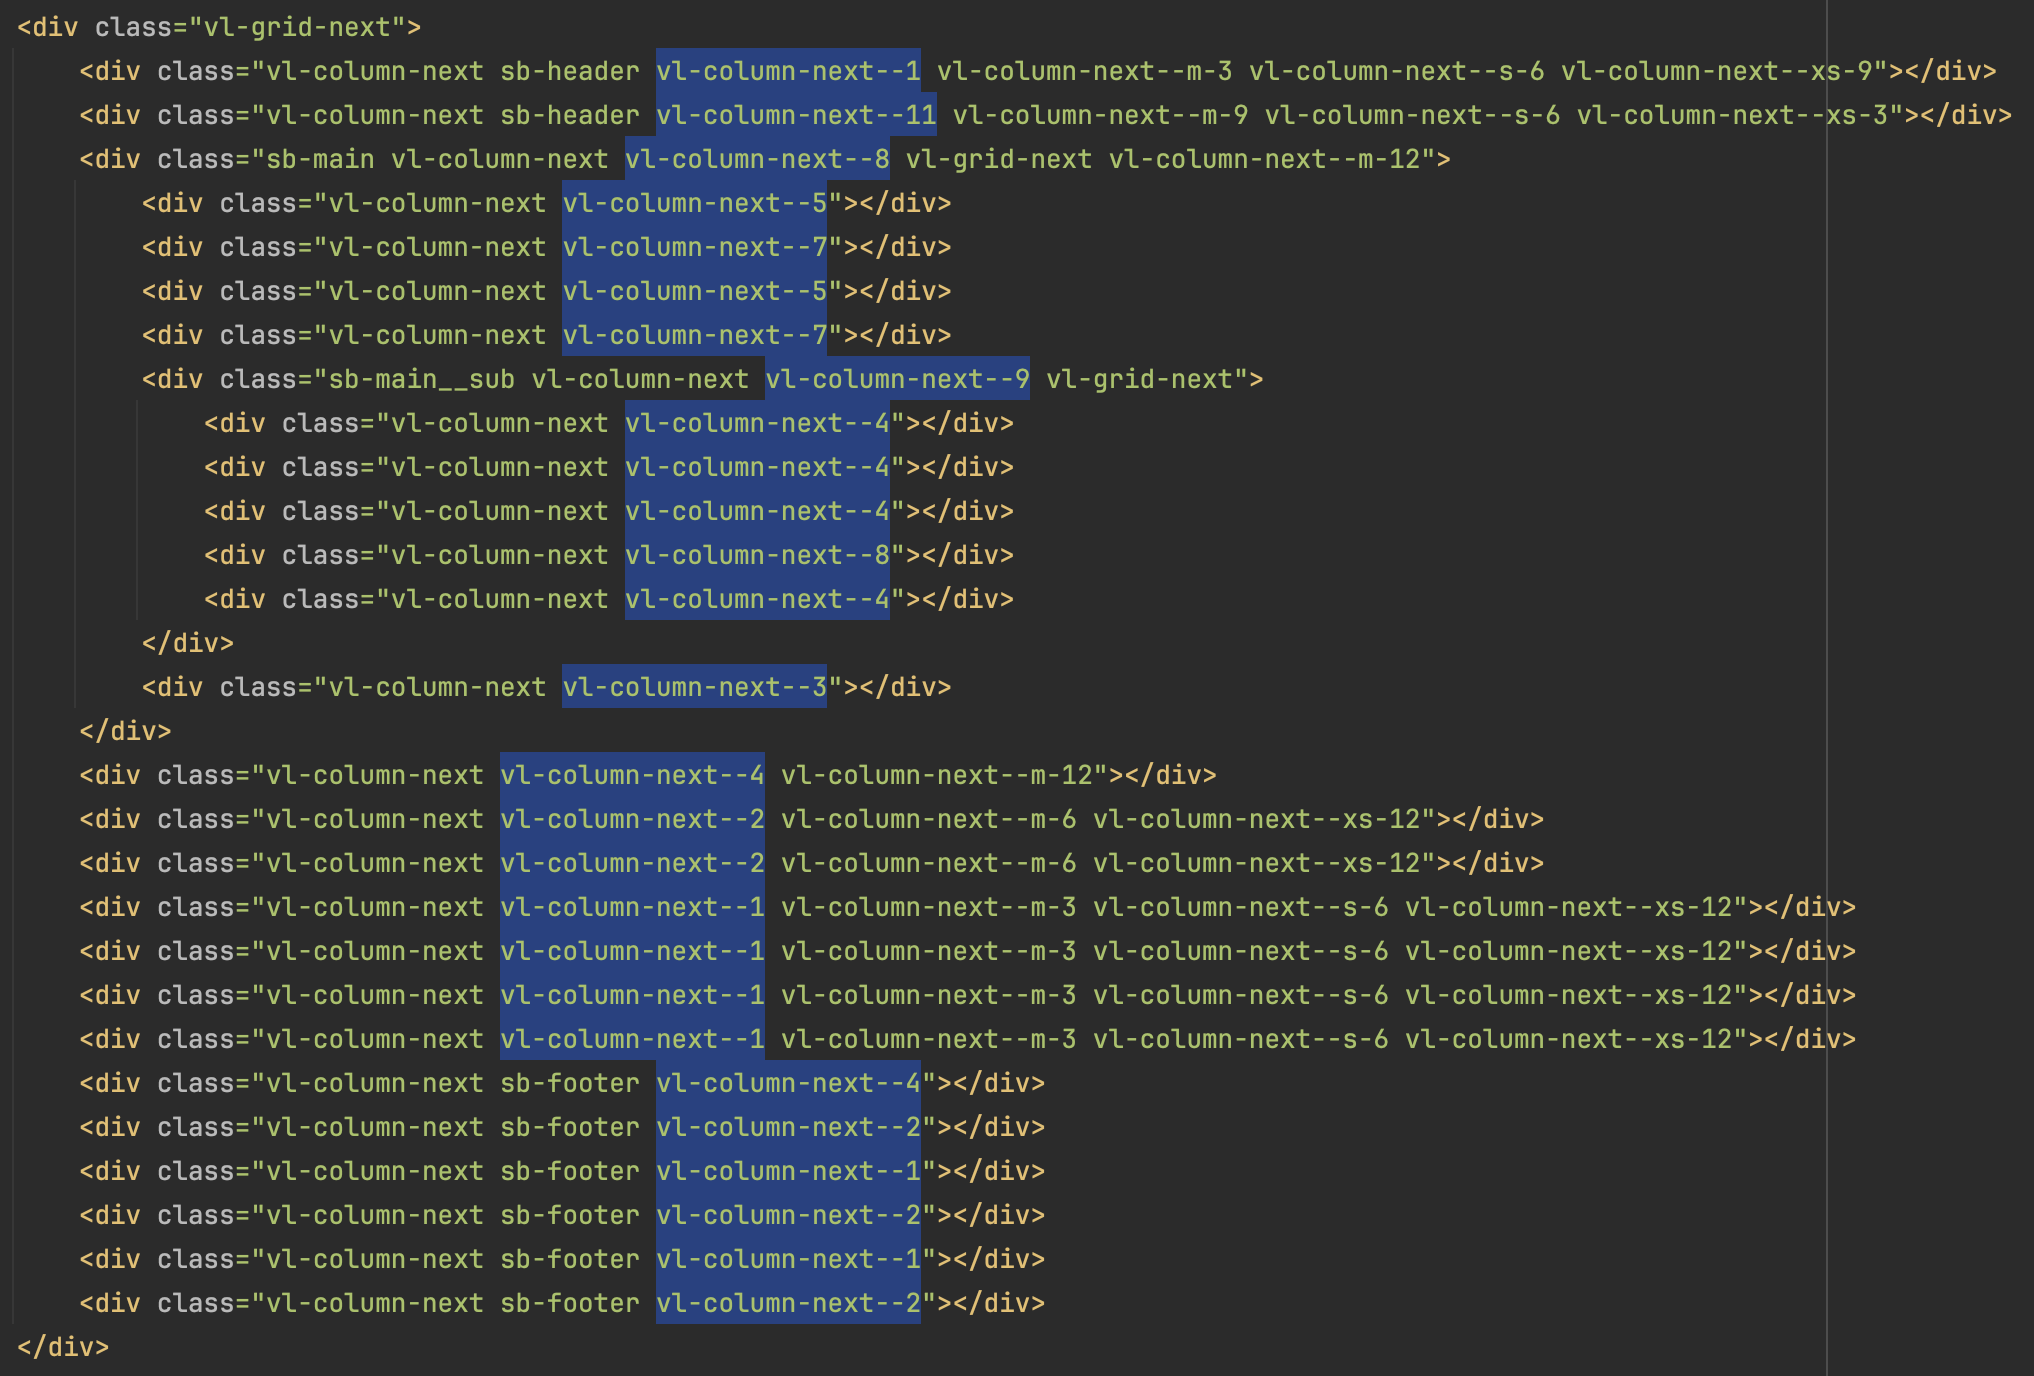 <div class="vl-grid-next">
    <div class="vl-column-next sb-header vl-column-next--1 vl-column-next--m-3 vl-column-next--s-6 vl-column-next--xs-9"></div>
    <div class="vl-column-next sb-header vl-column-next--11 vl-column-next--m-9 vl-column-next--s-6 vl-column-next--xs-3"></div>
    <div class="sb-main vl-column-next vl-column-next--8 vl-grid-next vl-column-next--m-12">
        <div class="vl-column-next vl-column-next--5"></div>
        <div class="vl-column-next vl-column-next--7"></div>
        <div class="vl-column-next vl-column-next--5"></div>
        <div class="vl-column-next vl-column-next--7"></div>
        <div class="sb-main__sub vl-column-next vl-column-next--9 vl-grid-next">
            <div class="vl-column-next vl-column-next--4"></div>
            <div class="vl-column-next vl-column-next--4"></div>
            <div class="vl-column-next vl-column-next--4"></div>
            <div class="vl-column-next vl-column-next--8"></div>
            <div class="vl-column-next vl-column-next--4"></div>
        </div>
        <div class="vl-column-next vl-column-next--3"></div>
    </div>
    <div class="vl-column-next vl-column-next--4 vl-column-next--m-12"></div>
    <div class="vl-column-next vl-column-next--2 vl-column-next--m-6 vl-column-next--xs-12"></div>
    <div class="vl-column-next vl-column-next--2 vl-column-next--m-6 vl-column-next--xs-12"></div>
    <div class="vl-column-next vl-column-next--1 vl-column-next--m-3 vl-column-next--s-6 vl-column-next--xs-12"></div>
    <div class="vl-column-next vl-column-next--1 vl-column-next--m-3 vl-column-next--s-6 vl-column-next--xs-12"></div>
    <div class="vl-column-next vl-column-next--1 vl-column-next--m-3 vl-column-next--s-6 vl-column-next--xs-12"></div>
    <div class="vl-column-next vl-column-next--1 vl-column-next--m-3 vl-column-next--s-6 vl-column-next--xs-12"></div>
    <div class="vl-column-next sb-footer vl-column-next--4"></div>
    <div class="vl-column-next sb-footer vl-column-next--2"></div>
    <div class="vl-column-next sb-footer vl-column-next--1"></div>
    <div class="vl-column-next sb-footer vl-column-next--2"></div>
    <div class="vl-column-next sb-footer vl-column-next--1"></div>
    <div class="vl-column-next sb-footer vl-column-next--2"></div>
</div>